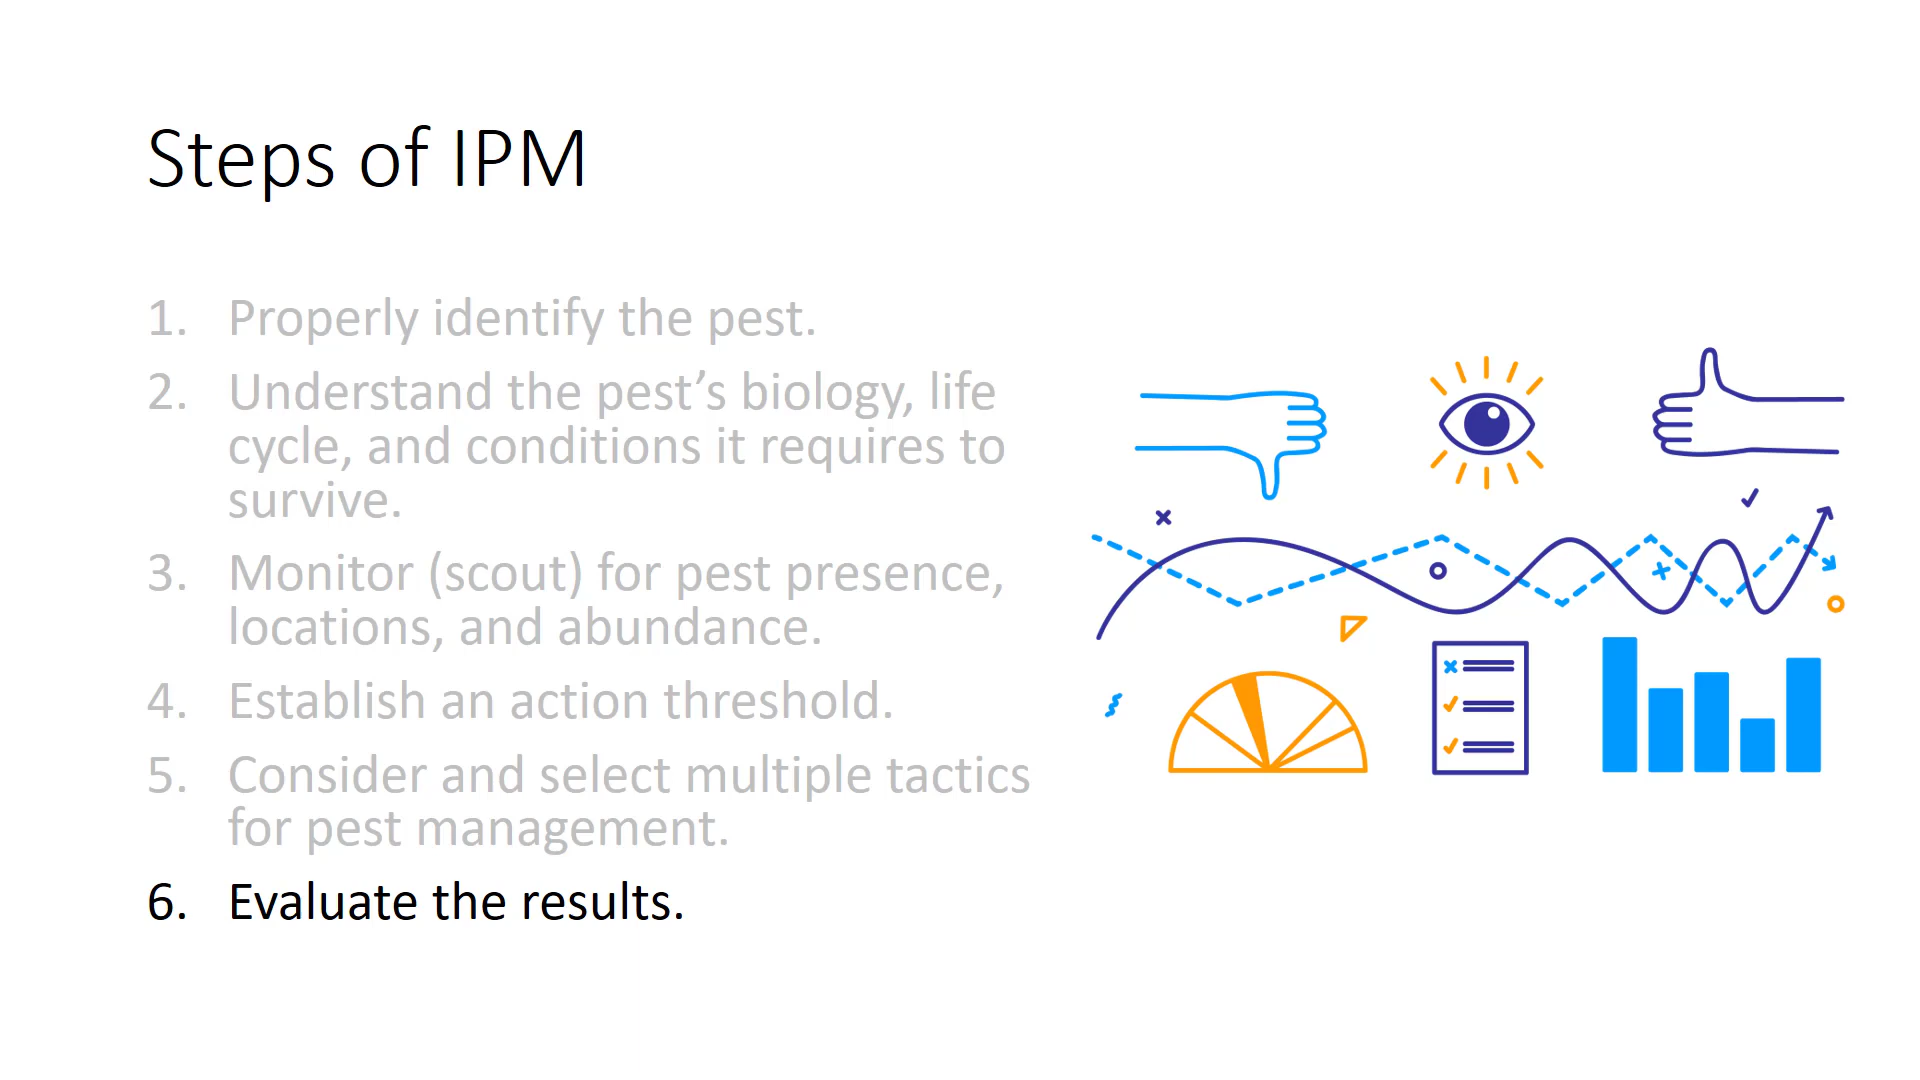 Steps of IPM
1. Properly identify the pest.
2. Understand the pest’s biology, life
cycle, and conditions it requires to
survive.
3. Monitor (scout) for pest presence,
locations, and abundance.
4. Establish an action threshold.
5. Consider and select multiple tactics
for pest management.
6. Evaluate the results.